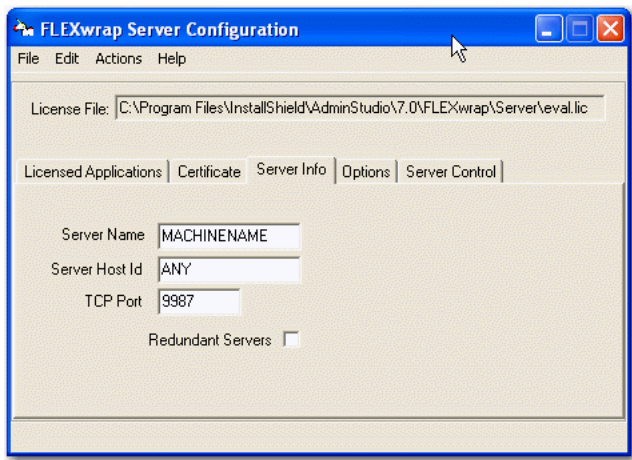 FLEXwrap Server Configuration
File Edit Actions Help
License File: C:\Program Files\InstallShield\AdminStudio\7.0\FLEXwrap\Server\eval.lic
Licensed Applications Certificate Server Info Options Server Control
Server Name MACHINENAME
Server Host Id ANY
TCP Port 9987
Redundant Servers